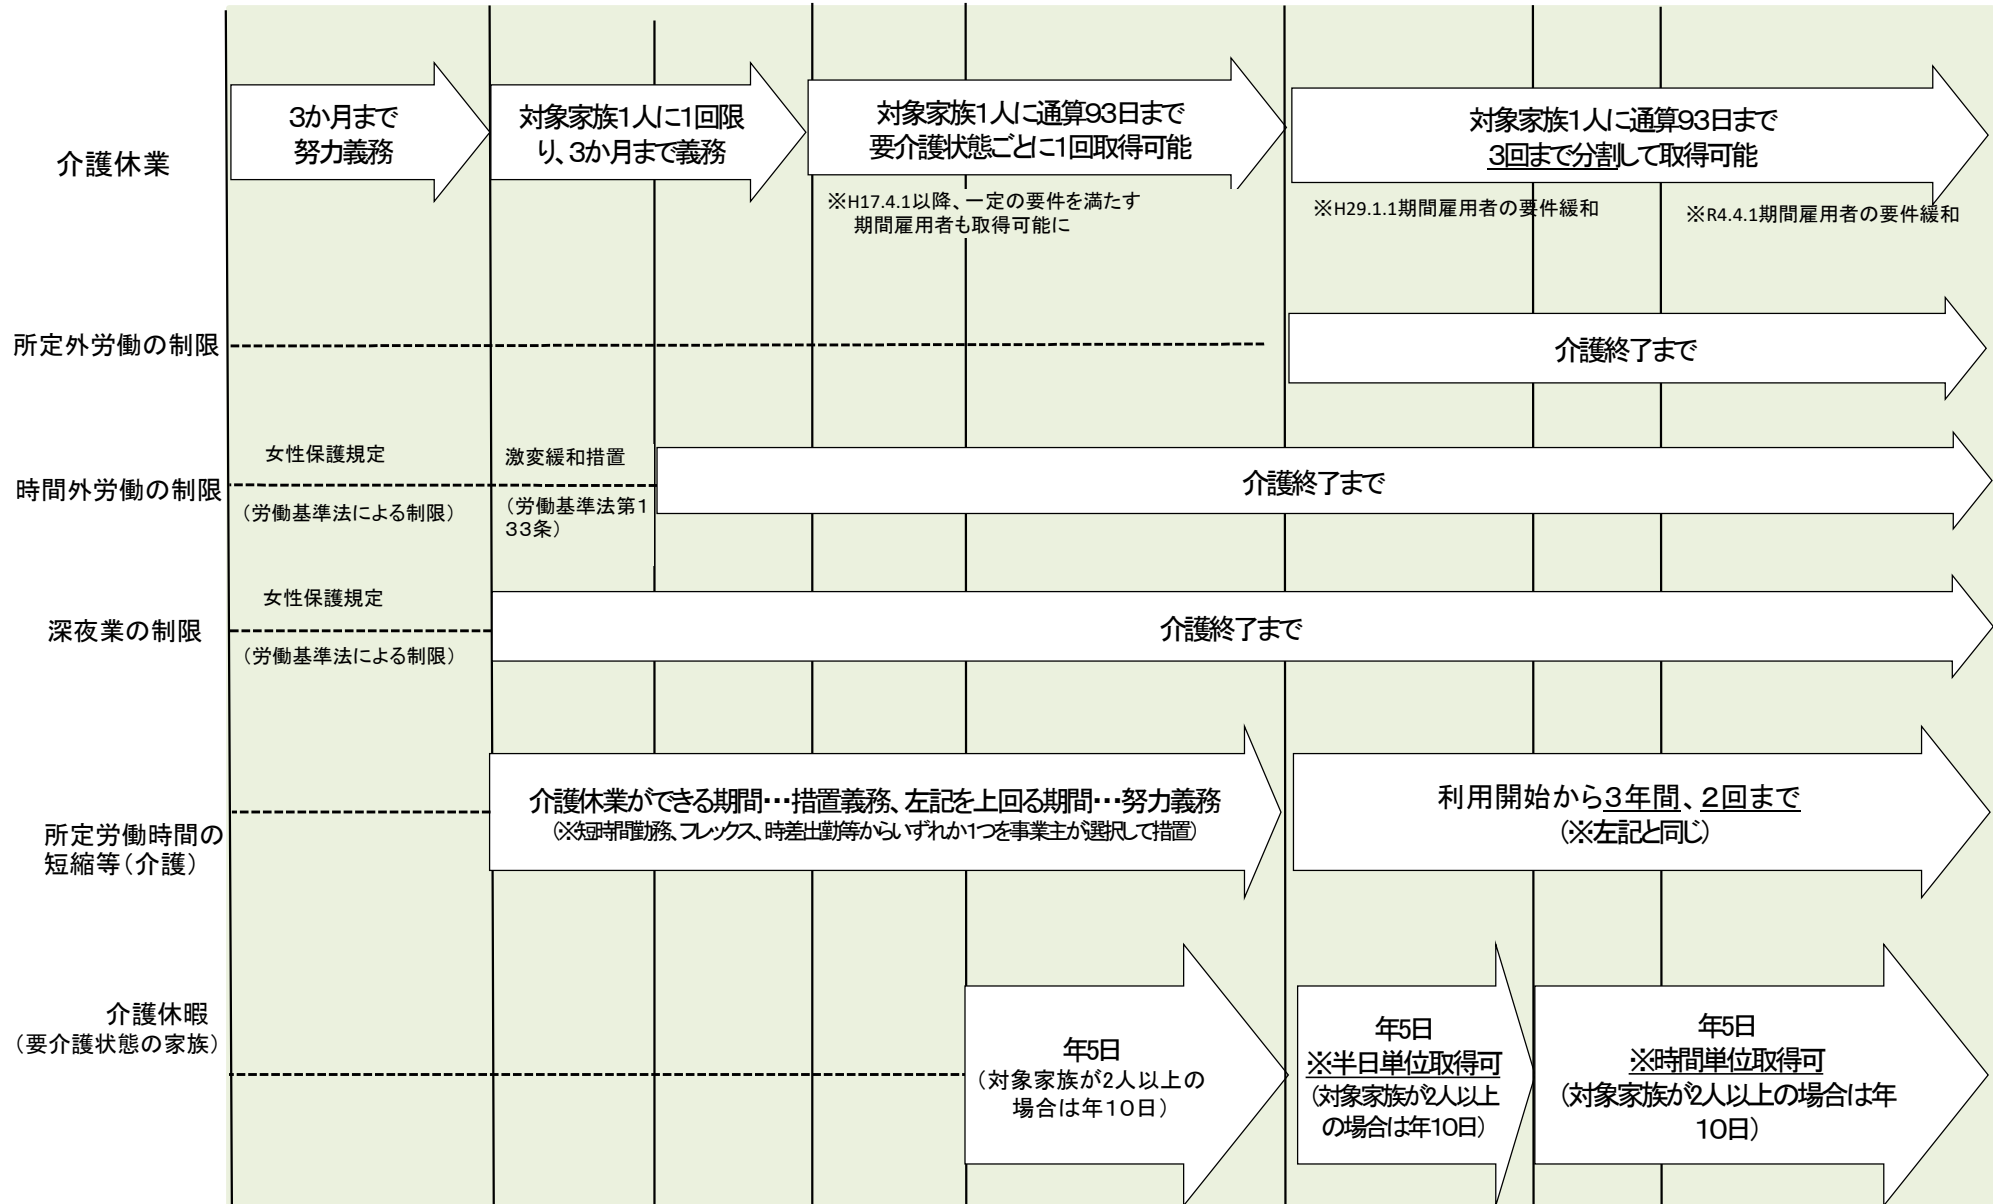 介護休業
3か月まで
努力義務
対象家族1人に1回限
り、3か月まで義務
対象家族1人に通算93日まで
要介護状態ごとに1回取得可能
※H17.4.1以降、一定の要件を満たす
期間雇用者も取得可能に
対象家族1人に通算93日まで
3回まで分割して取得可能
※H29.1.1期間雇用者の要件緩和
※R4.4.1期間雇用者の要件緩和
所定外労働の制限
介護終了まで
時間外労働の制限
女性保護規定
(労働基準法による制限)
激変緩和措置
(労働基準法第1
33条)
介護終了まで
深夜業の制限
女性保護規定
(労働基準法による制限)
介護終了まで
所定労働時間の
短縮等(介護)
介護休業ができる期間…措置義務、左記を上回る期間…努力義務
(※短時間勤務、フレックス、時差出勤等からいずれか1つを事業主が選択して措置)
利用開始から3年間、2回まで
(※左記と同じ)
介護休暇
(要介護状態の家族)
年5日
(対象家族が2人以上の
場合は年10日)
年5日
※半日単位取得可
(対象家族が2人以上
の場合は年10日)
年5日
※時間単位取得可
(対象家族が2人以上の場合は年
10日)